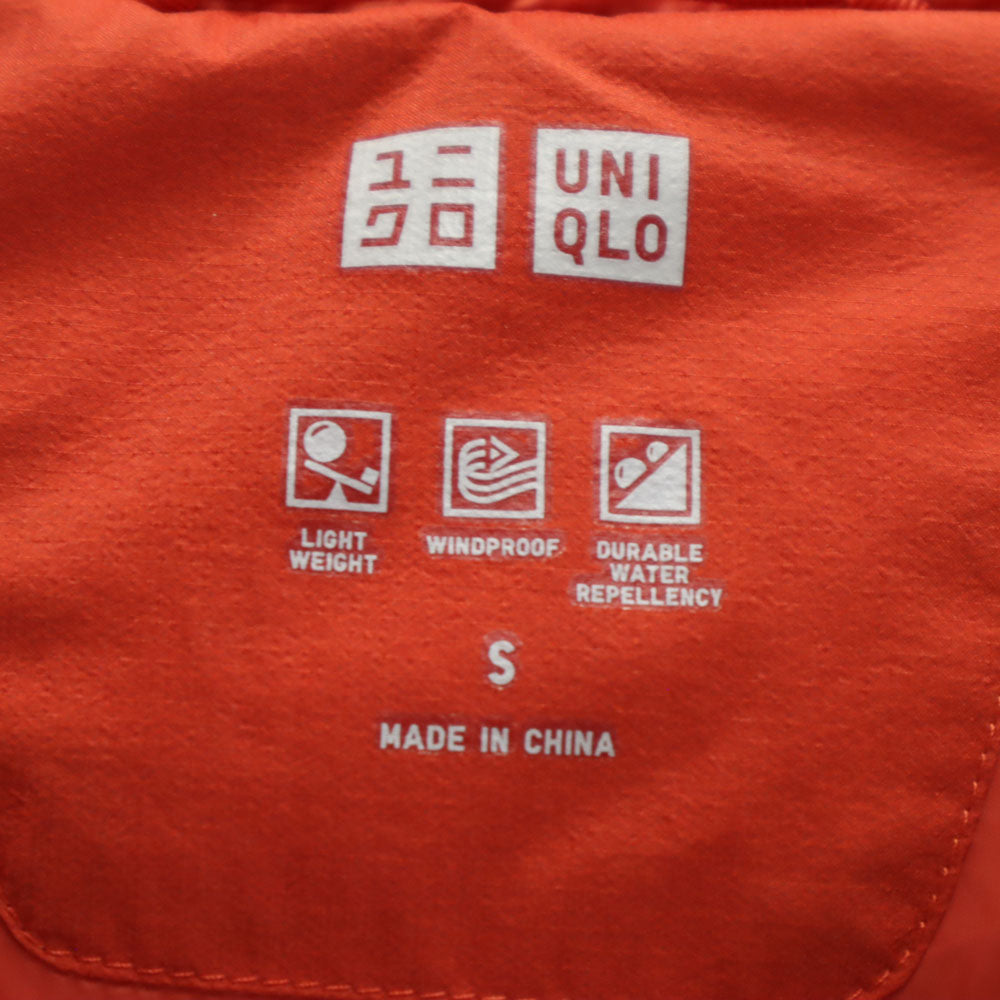 ユニ
クロ
UNI
QLO
LIGHT
WEIGHT
WINDPROOF
DURABLE
WATER
REPELLENCY
S
MADE IN CHINA